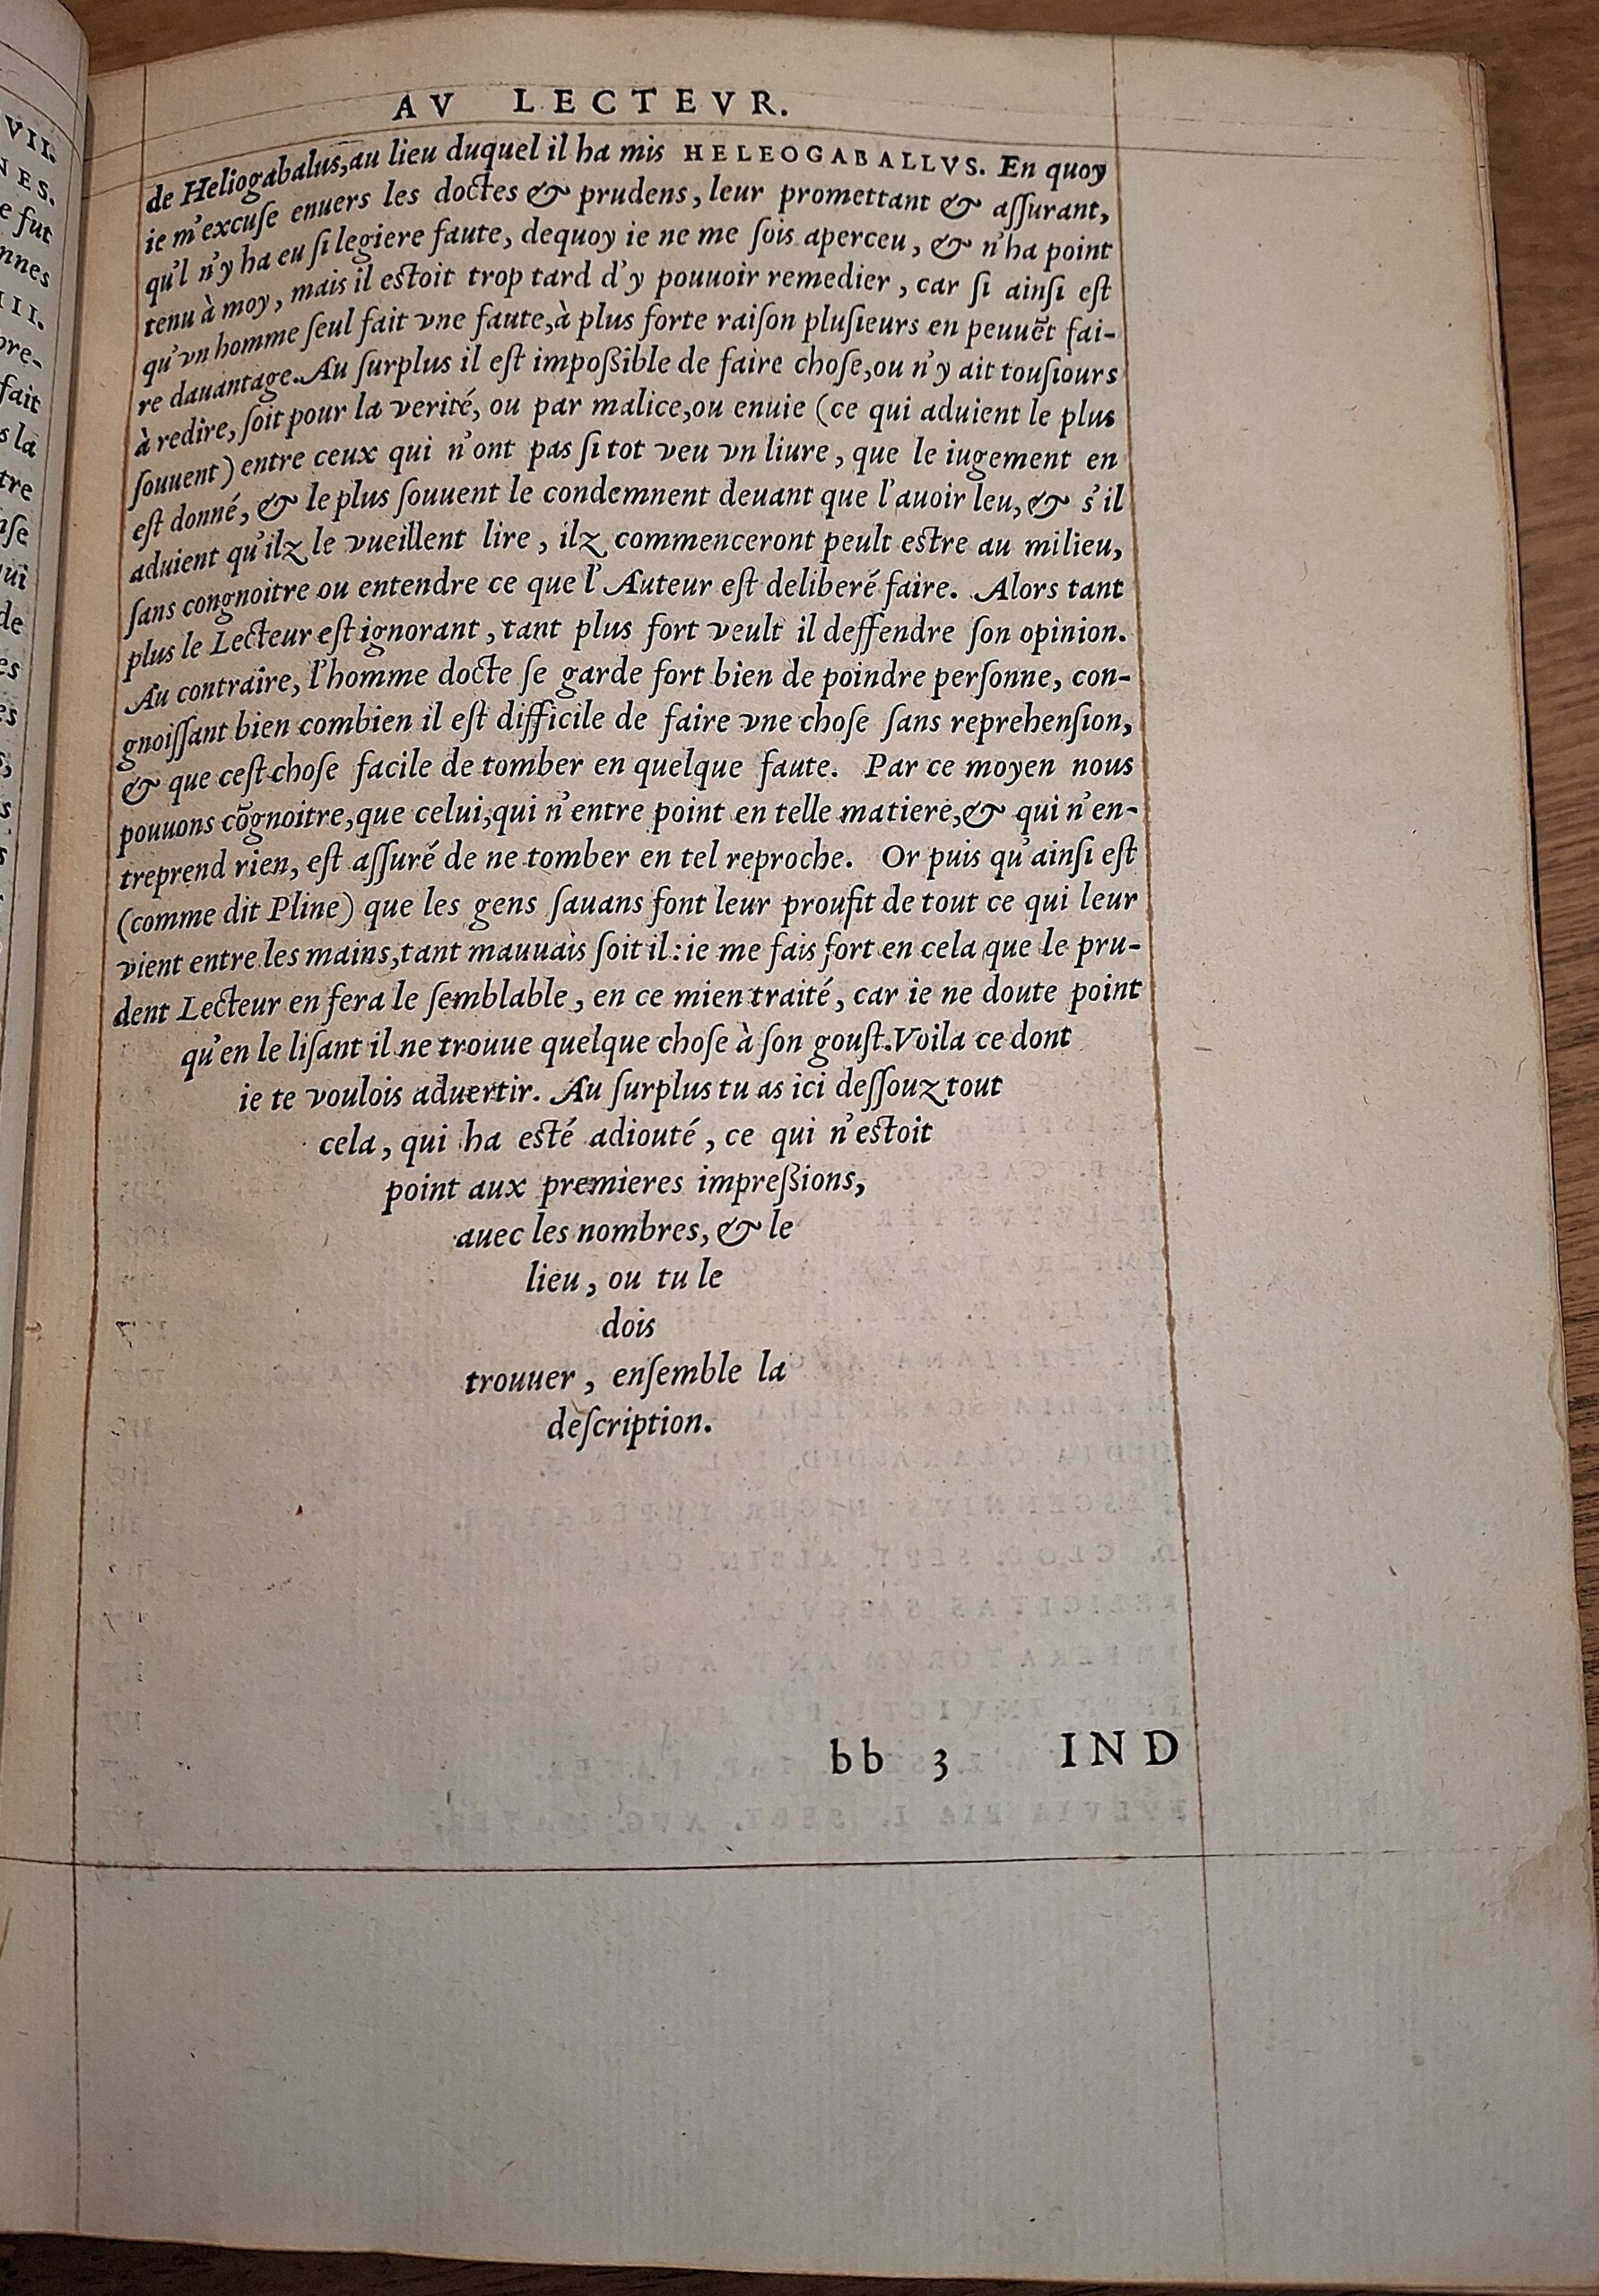 AV LECTEVR.
de Heliogabalus, au lieu duquel il ha mis HELEOGABALLVS. En quoy
ie m'excuſe enuers les doctes & prudens, leur promettant & aſſurant,
qu'l n'y ha eu ſi legiere faute, dequoy ie ne me ſois aperceu, & n'ha point
tenu à moy, mais il eſtoit trop tard d'y pouuoir remedier, car ſi ainſi eſt
qu'vn homme ſeul fait vne faute, à plus forte raiſon pluſieurs en peuuẽt fai-
re dauantage. Au ſurplus il eſt impoßible de faire choſe, ou n'y ait touſiours
à redire, ſoit pour la verité, ou par malice, ou enuie (ce qui aduient le plus
ſouuent) entre ceux qui n'ont pas ſi tot veu vn liure, que le iugement en
eſt donné, & le plus ſouuent le condemnent deuant que l'auoir leu, & s'il
aduient qu'ilz le vueillent lire, ilz commenceront peult eſtre au milieu,
ſans congnoitre ou entendre ce que l'Auteur eſt deliberé faire. Alors tant
plus le Lecteur eſt ignorant, tant plus fort veult il deffendre ſon opinion.
Au contraire, l'homme docte ſe garde fort bien de poindre perſonne, con-
gnoiſſant bien combien il eſt difficile de faire vne choſe ſans reprehenſion,
& que ceſt choſe facile de tomber en quelque faute. Par ce moyen nous
pouuons cõgnoitre, que celui, qui n'entre point en telle matiere, & qui n'en-
treprend rien, eſt aſſuré de ne tomber en tel reproche. Or puis qu'ainſi eſt
(comme dit Pline) que les gens ſauans font leur proufit de tout ce qui leur
vient entre les mains, tant mauuais ſoit il: ie me fais fort en cela que le pru-
dent Lecteur en fera le ſemblable, en ce mien traité, car ie ne doute point
qu'en le liſant il ne trouue quelque choſe à ſon gouſt. Voila ce dont
ie te voulois aduertir. Au ſurplus tu as ici deſſouz tout
cela, qui ha eſté adiouté, ce qui n'eſtoit
point aux premieres impreßions,
auec les nombres, & le
lieu, ou tu le
dois
trouuer, enſemble la
deſcription.
bb 3 IND